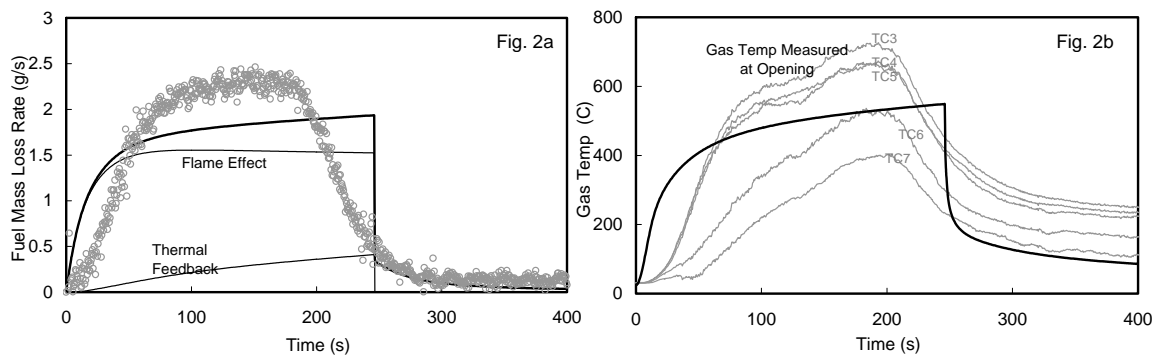 Fig. 2a
Fuel Mass Loss Rate (g/s)
3
2.5
2
1.5
1
0.5
0
Flame Effect
Thermal
Feedback
0 100 200 300 400
Time (s)
Fig. 2b
Gas Temp (C)
800
600
400
200
0
Gas Temp Measured
at Opening
TC3
TC4
TC5
TC6
TC7
0 100 200 300 400
Time (s)